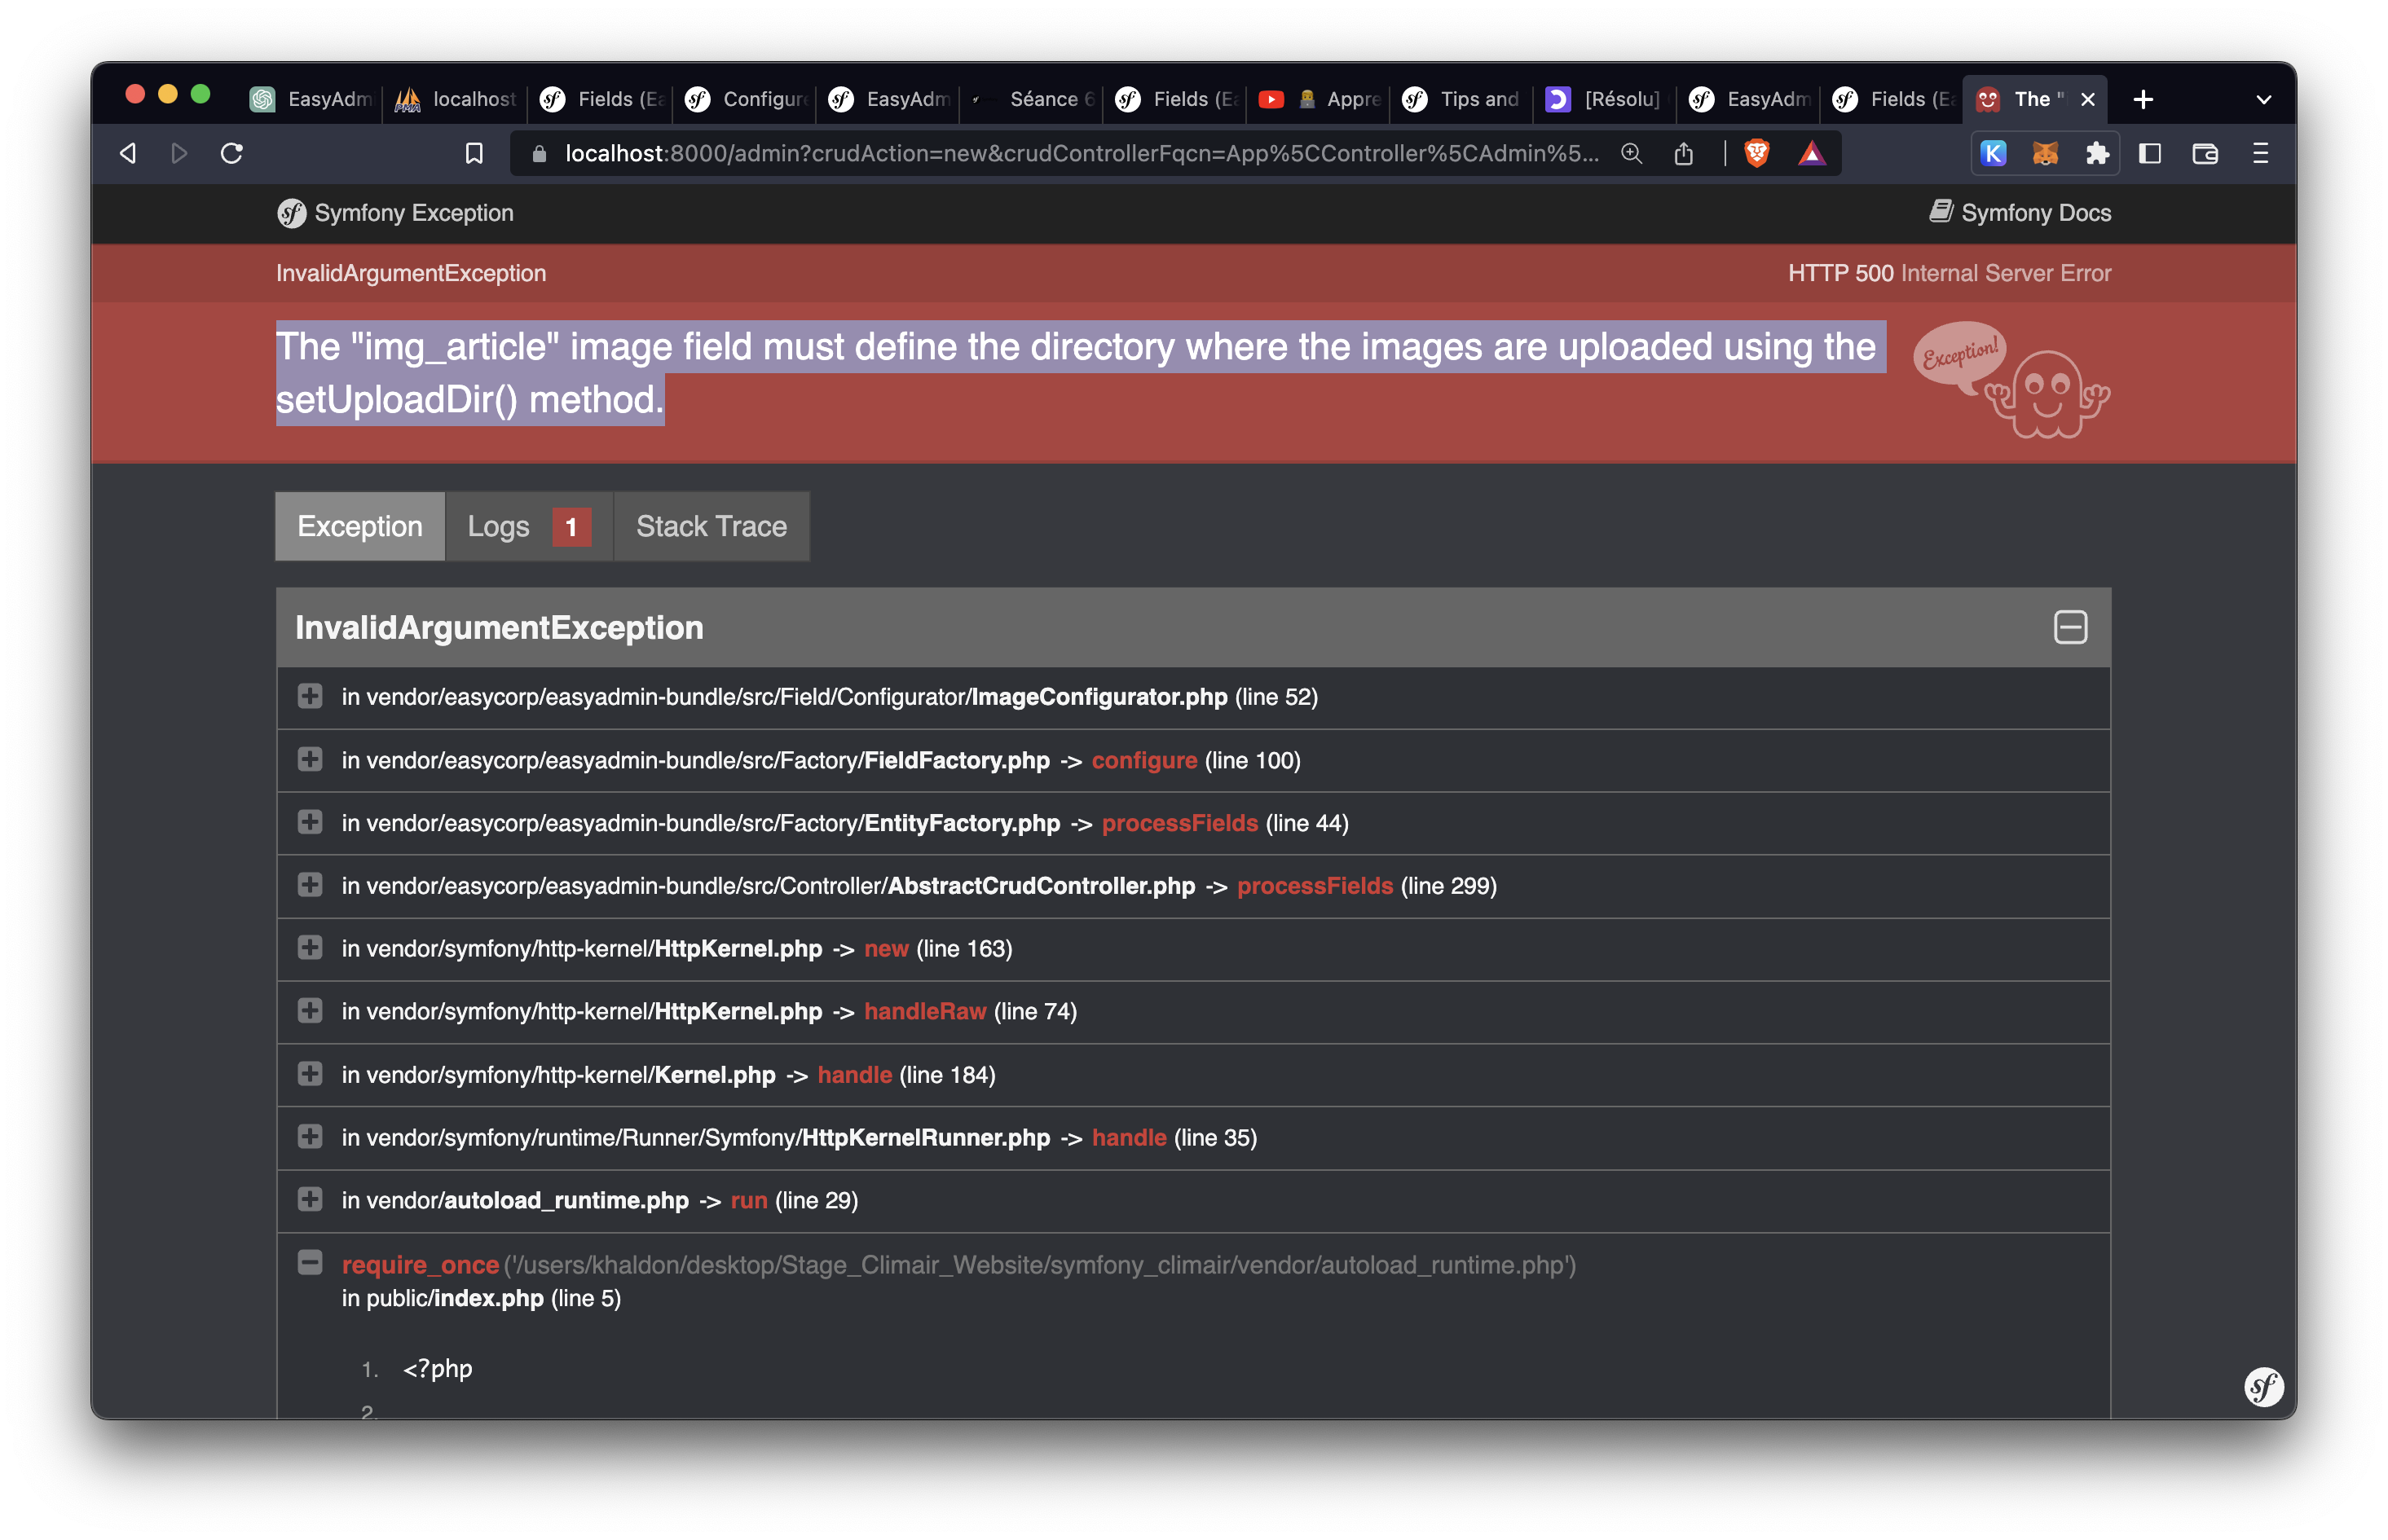 EasyAdm
localhost
Fields (Ea
Configure
EasyAdm
Séance 6
Fields (Ea
Appre
Tips and
[Résolu]
EasyAdm
Fields (Ea
The "
localhost:8000/admin?crudAction=new&crudControllerFqcn=App%5CController%5CAdmin%5...
Symfony Exception
Symfony Docs
InvalidArgumentException
HTTP 500 Internal Server Error
The "img_article" image field must define the directory where the images are uploaded using the
setUploadDir() method.
Exception!
Exception
Logs 1
Stack Trace
InvalidArgumentException
in vendor/easycorp/easyadmin-bundle/src/Field/Configurator/ImageConfigurator.php (line 52)
in vendor/easycorp/easyadmin-bundle/src/Factory/FieldFactory.php -> configure (line 100)
in vendor/easycorp/easyadmin-bundle/src/Factory/EntityFactory.php -> processFields (line 44)
in vendor/easycorp/easyadmin-bundle/src/Controller/AbstractCrudController.php -> processFields (line 299)
in vendor/symfony/http-kernel/HttpKernel.php -> new (line 163)
in vendor/symfony/http-kernel/HttpKernel.php -> handleRaw (line 74)
in vendor/symfony/http-kernel/Kernel.php -> handle (line 184)
in vendor/symfony/runtime/Runner/Symfony/HttpKernelRunner.php -> handle (line 35)
in vendor/autoload_runtime.php -> run (line 29)
require_once('/users/khaldon/desktop/Stage_Climair_Website/symfony_climair/vendor/autoload_runtime.php')
in public/index.php (line 5)
1. <?php
2.